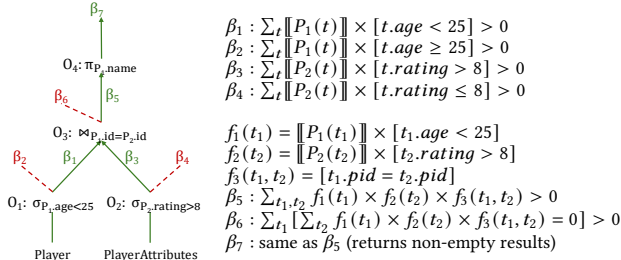 β7
O4: πP1.name
β6
β5
O3: ⋈P1.id=P2.id
β2
β1
β3
β4
O1: σP1.age<25
O2: σP2.rating>8
Player
PlayerAttributes
β1 : ∑t⟦P1(t)⟧ × [t.age < 25] > 0
β2 : ∑t⟦P1(t)⟧ × [t.age ≥ 25] > 0
β3 : ∑t⟦P2(t)⟧ × [t.rating > 8] > 0
β4 : ∑t⟦P2(t)⟧ × [t.rating ≤ 8] > 0
f1(t1) = ⟦P1(t1)⟧ × [t1.age < 25]
f2(t2) = ⟦P2(t2)⟧ × [t2.rating > 8]
f3(t1, t2) = [t1.pid = t2.pid]
β5 : ∑t1,t2 f1(t1) × f2(t2) × f3(t1, t2) > 0
β6 : ∑t1 [∑t2 f1(t1) × f2(t2) × f3(t1, t2) = 0] > 0
β7 : same as β5 (returns non-empty results)